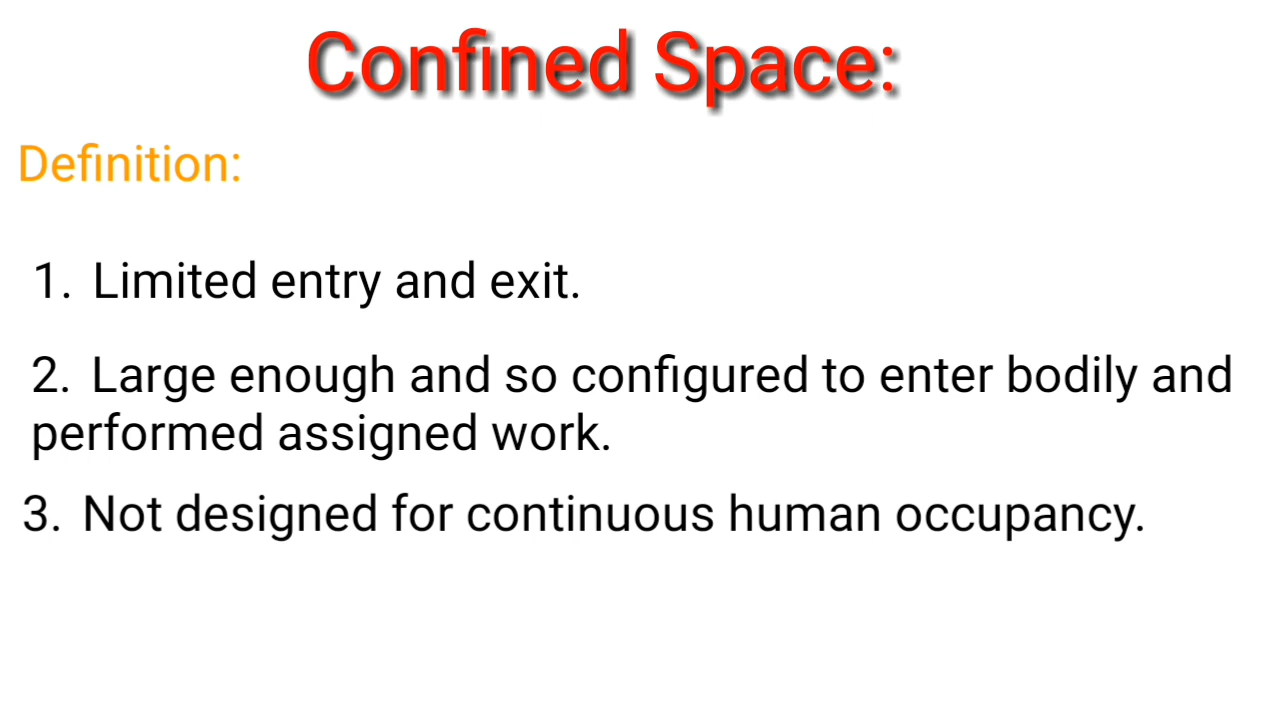 Confined Space:
Definition:
1. Limited entry and exit.
2. Large enough and so configured to enter bodily and
performed assigned work.
3. Not designed for continuous human occupancy.